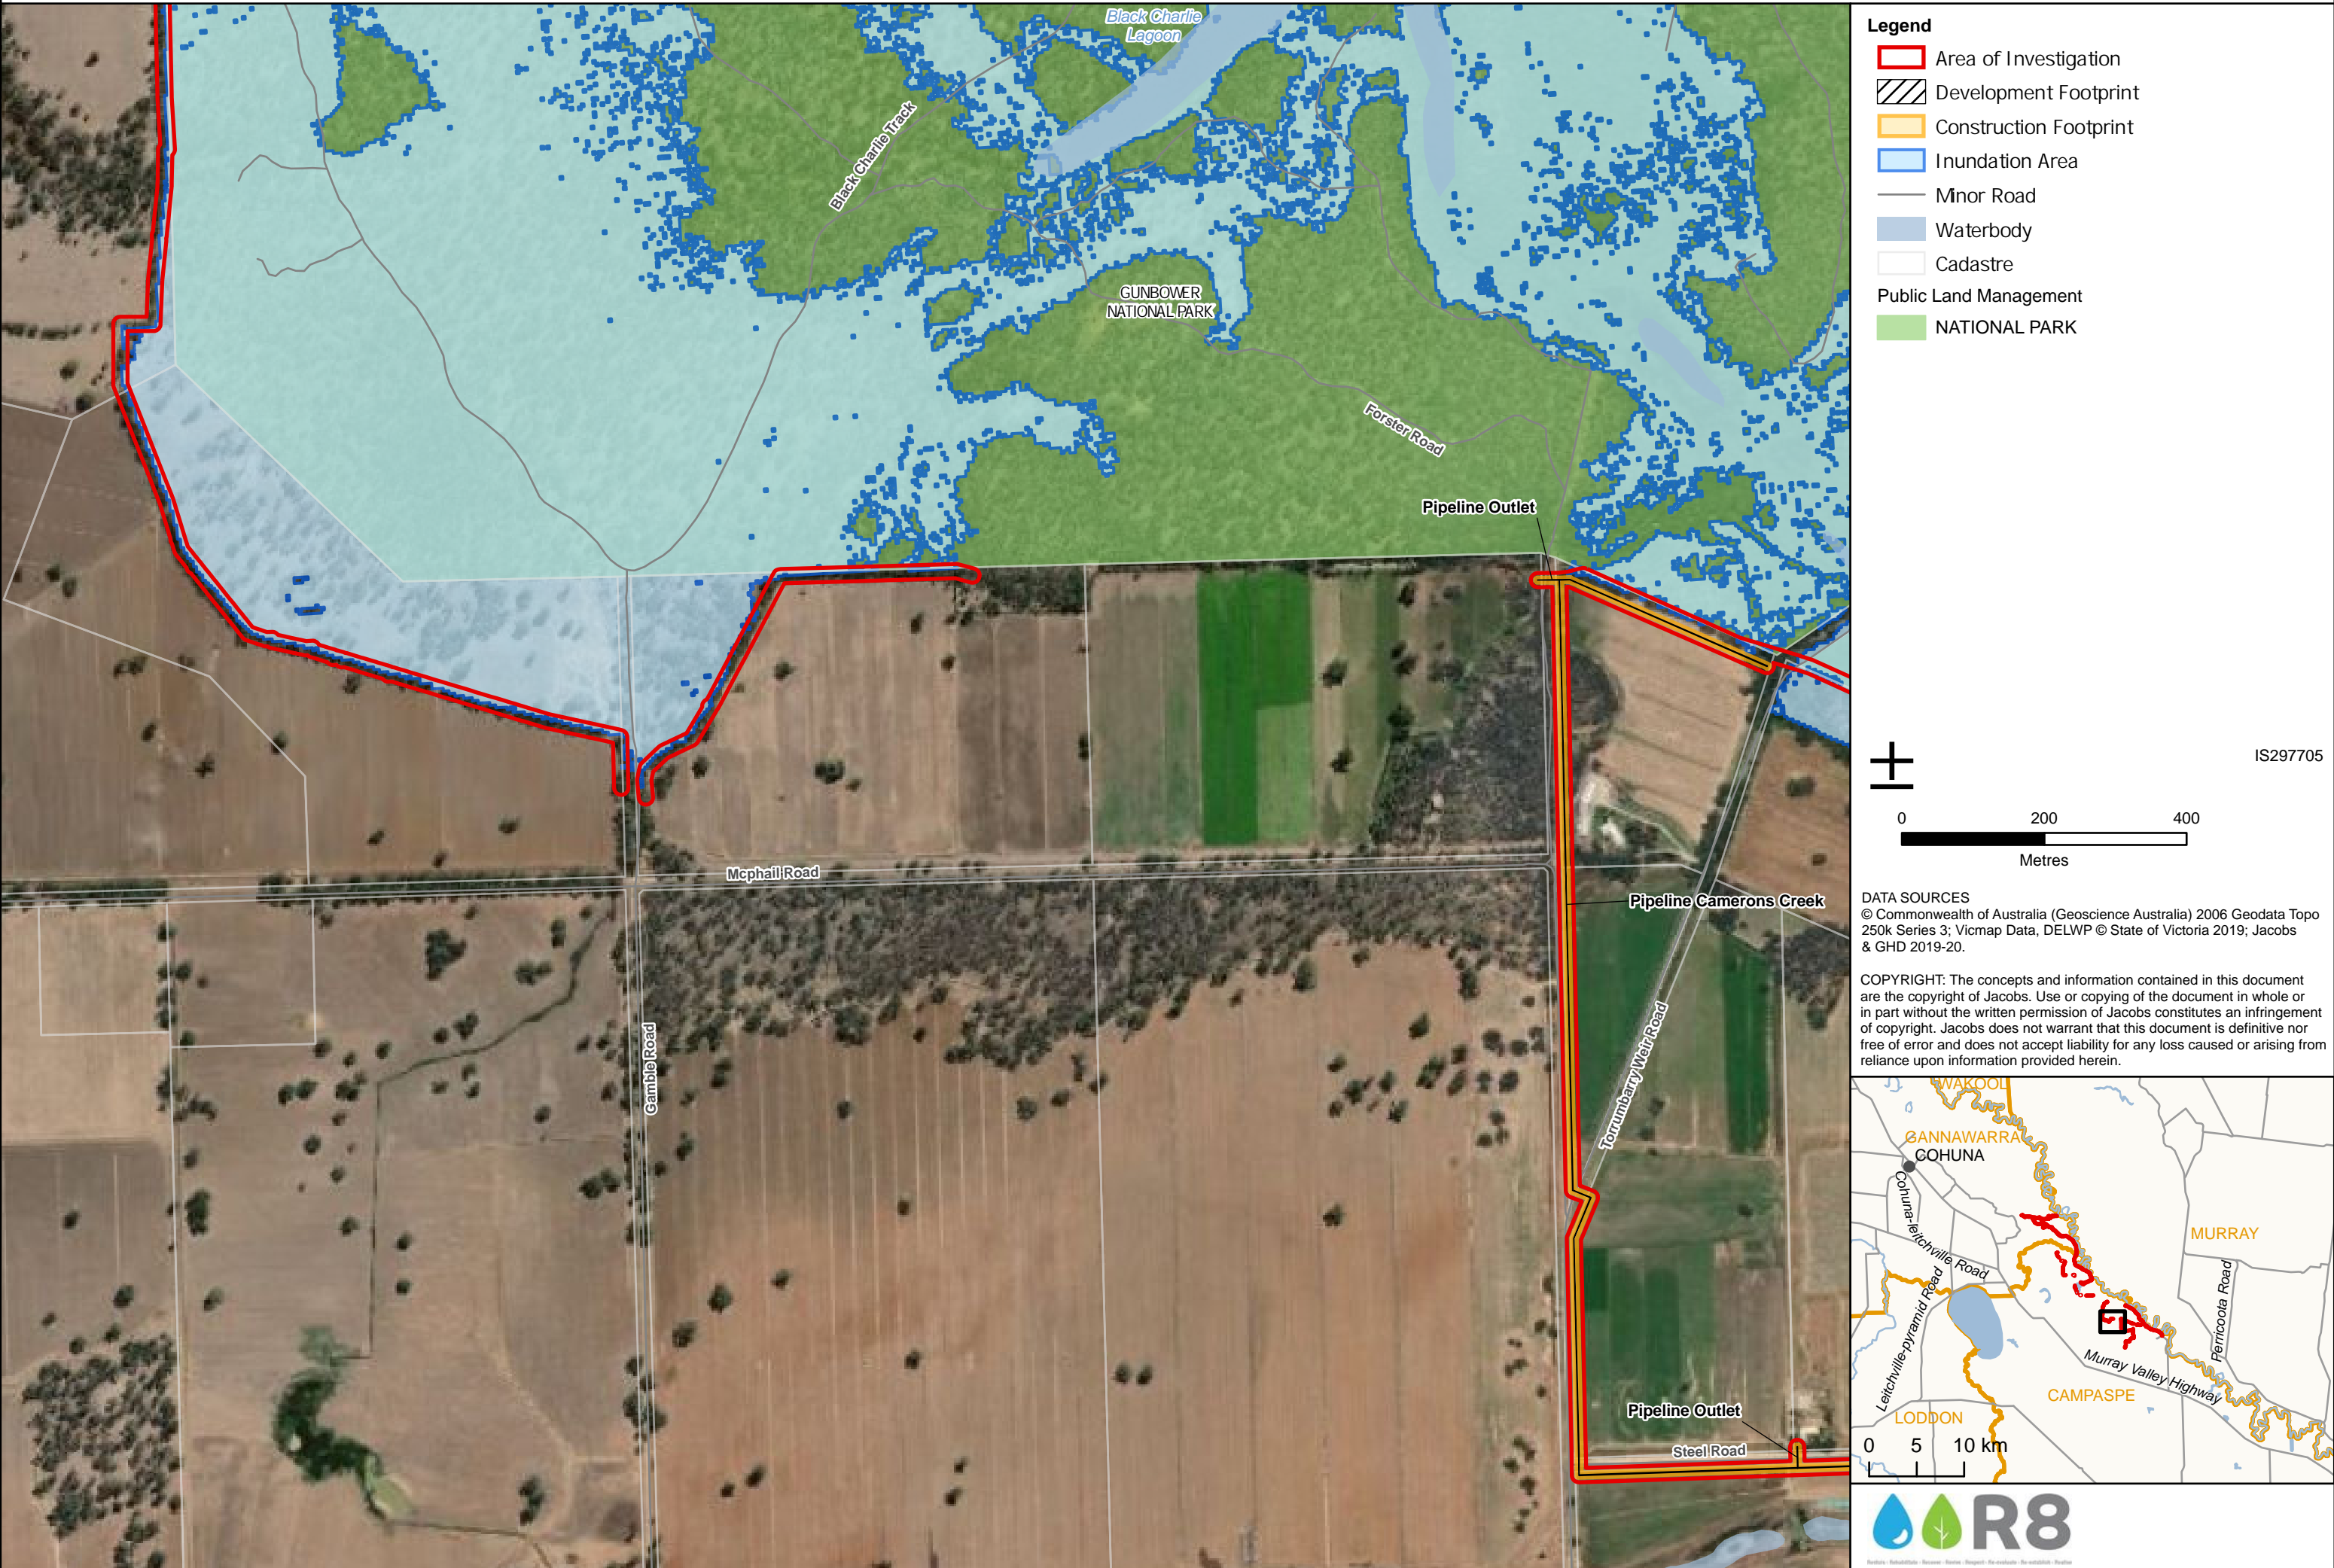 Black Charlie
Lagoon
Black Charlie Track
GUNBOWER
NATIONAL PARK
Forster Road
Pipeline Outlet
Mcphail Road
Pipeline Camerons Creek
Gamble Road
Torrumbarry Weir Road
Pipeline Outlet
Steel Road
Legend
Area of Investigation
Development Footprint
Construction Footprint
Inundation Area
Minor Road
Waterbody
Cadastre
Public Land Management
NATIONAL PARK
IS297705
0 200 400
Metres
DATA SOURCES
© Commonwealth of Australia (Geoscience Australia) 2006 Geodata Topo
250k Series 3; Vicmap Data, DELWP © State of Victoria 2019; Jacobs
& GHD 2019-20.
COPYRIGHT: The concepts and information contained in this document
are the copyright of Jacobs. Use or copying of the document in whole or
in part without the written permission of Jacobs constitutes an infringement
of copyright. Jacobs does not warrant that this document is definitive nor
free of error and does not accept liability for any loss caused or arising from
reliance upon information provided herein.
WAKOOL
GANNAWARRA
COHUNA
Cohuna-leitchville Road
MURRAY
Leitchville-pyramid Road
Perricoota Road
Murray Valley Highway
CAMPASPE
LODDON
0 5 10 km
R8